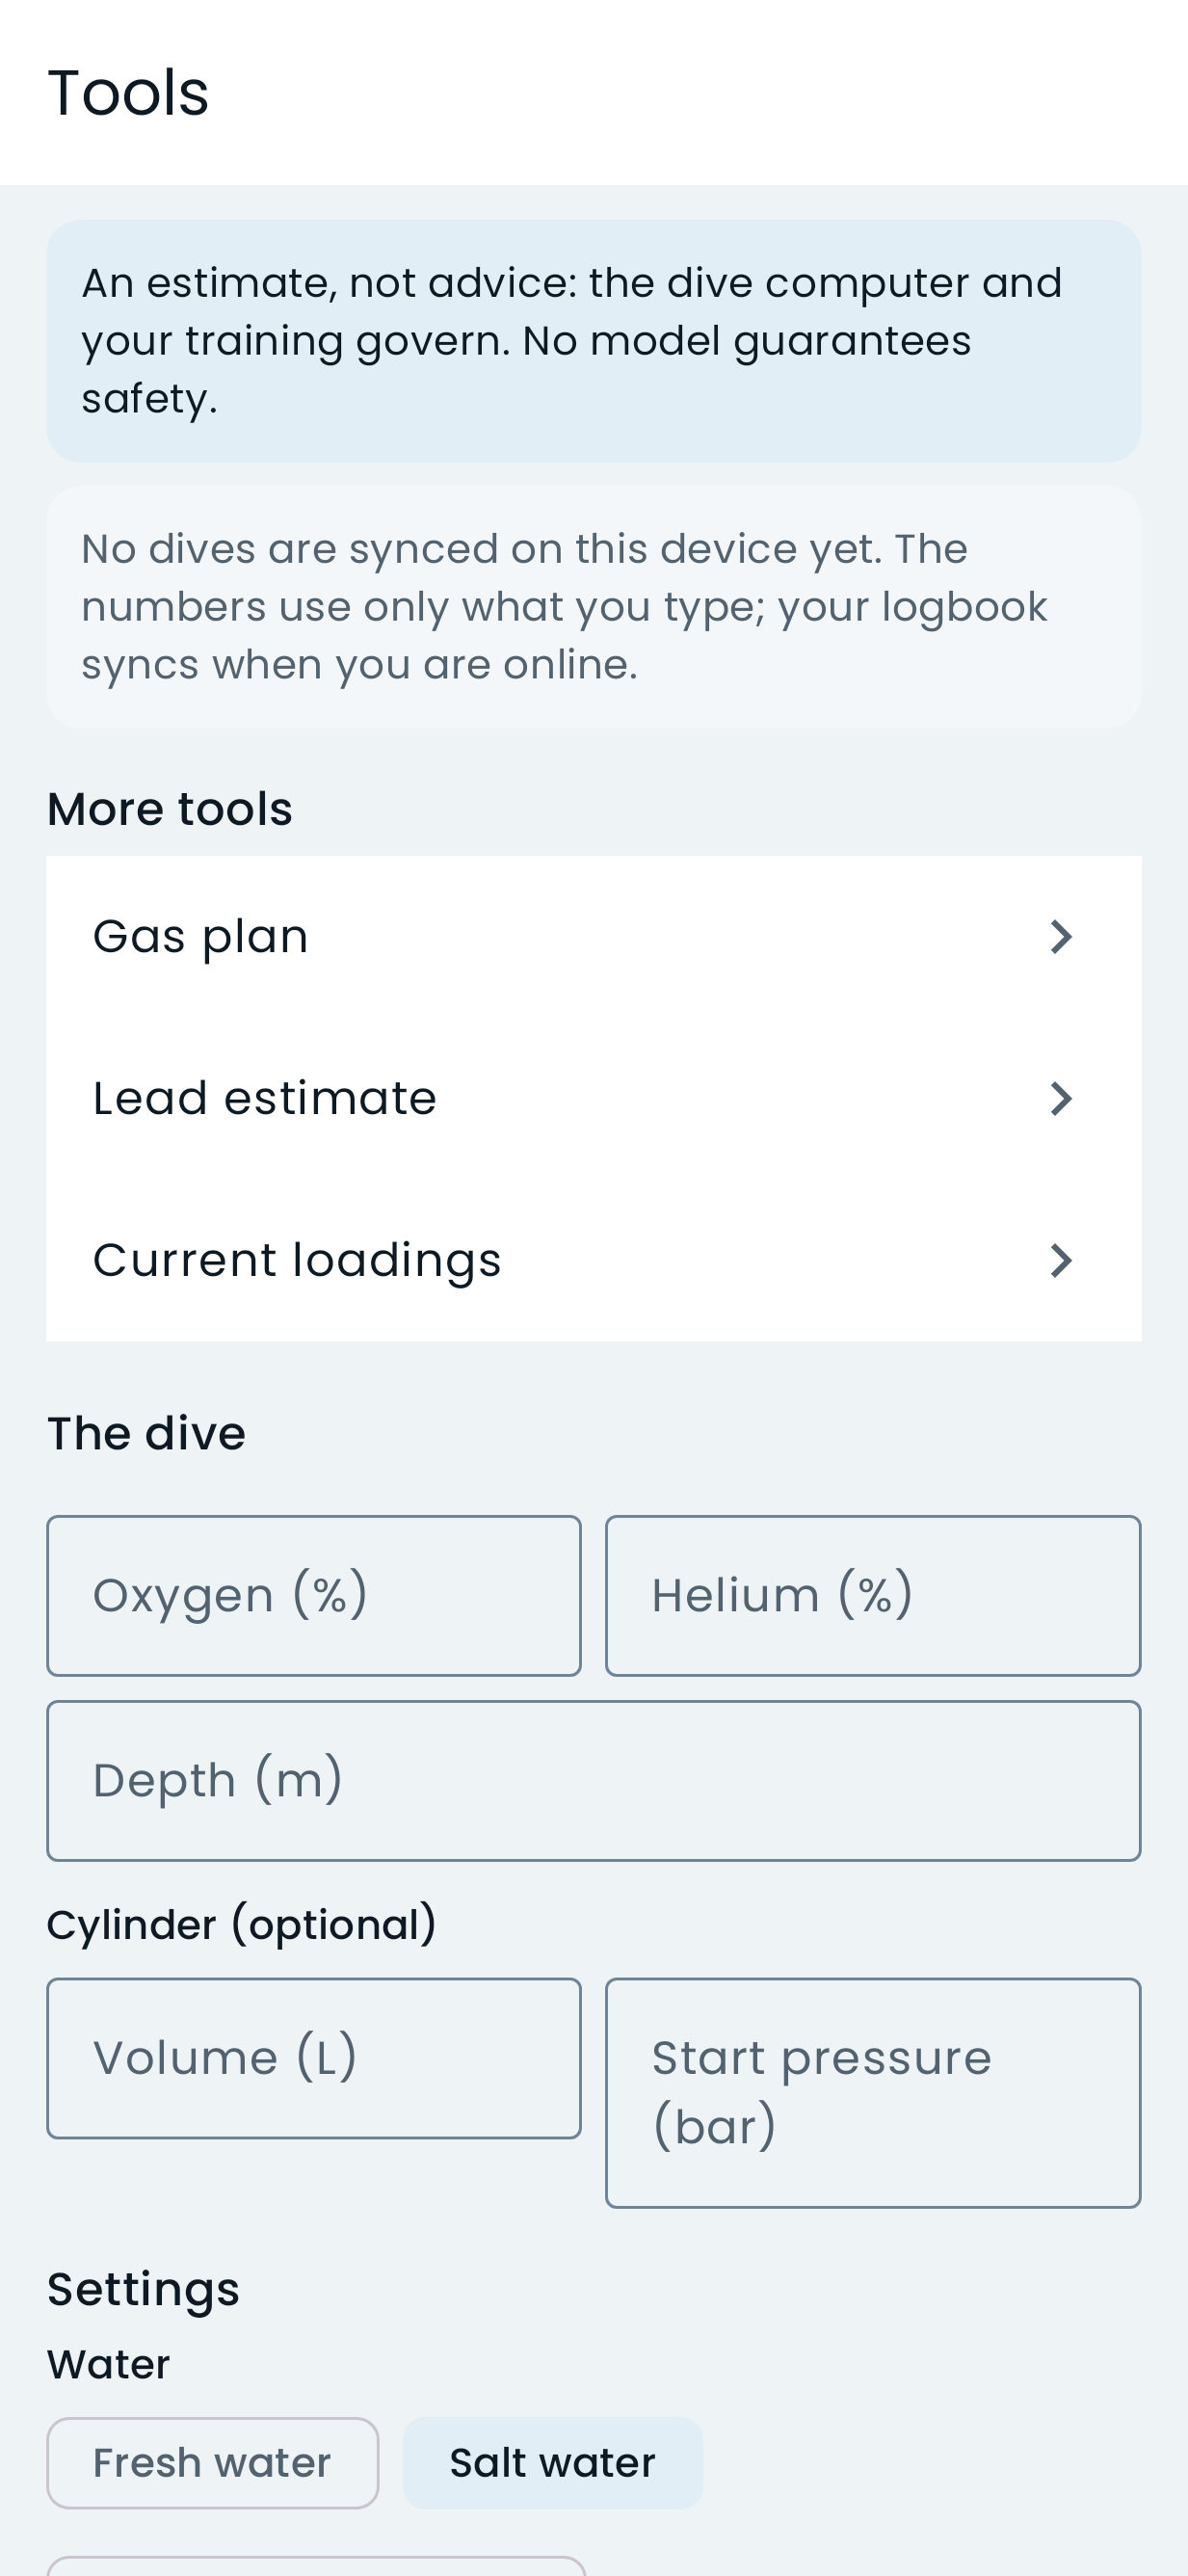 Tools
An estimate, not advice: the dive computer and
your training govern. No model guarantees
safety.
No dives are synced on this device yet. The
numbers use only what you type; your logbook
syncs when you are online.
More tools
Gas plan
Lead estimate
Current loadings
The dive
Oxygen (%)
Helium (%)
Depth (m)
Cylinder (optional)
Volume (L)
Start pressure
(bar)
Settings
Water
Fresh water
Salt water